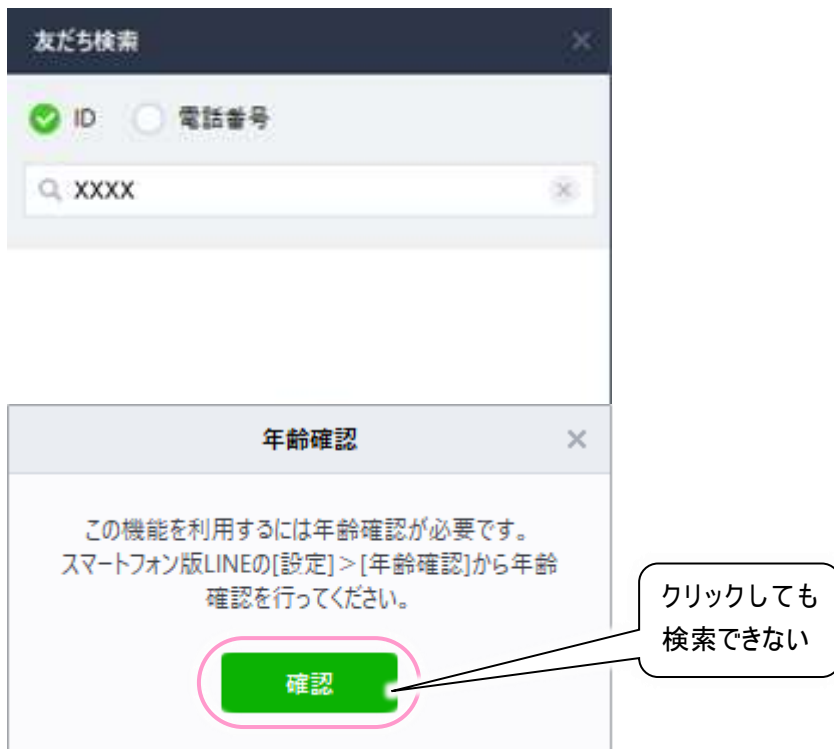 友だち検索
ID 電話番号
XXXX
年齢確認
この機能を利用するには年齢確認が必要です。
スマートフォン版LINEの[設定]＞[年齢確認]から年齢
確認を行ってください。
確認
クリックしても
検索できない